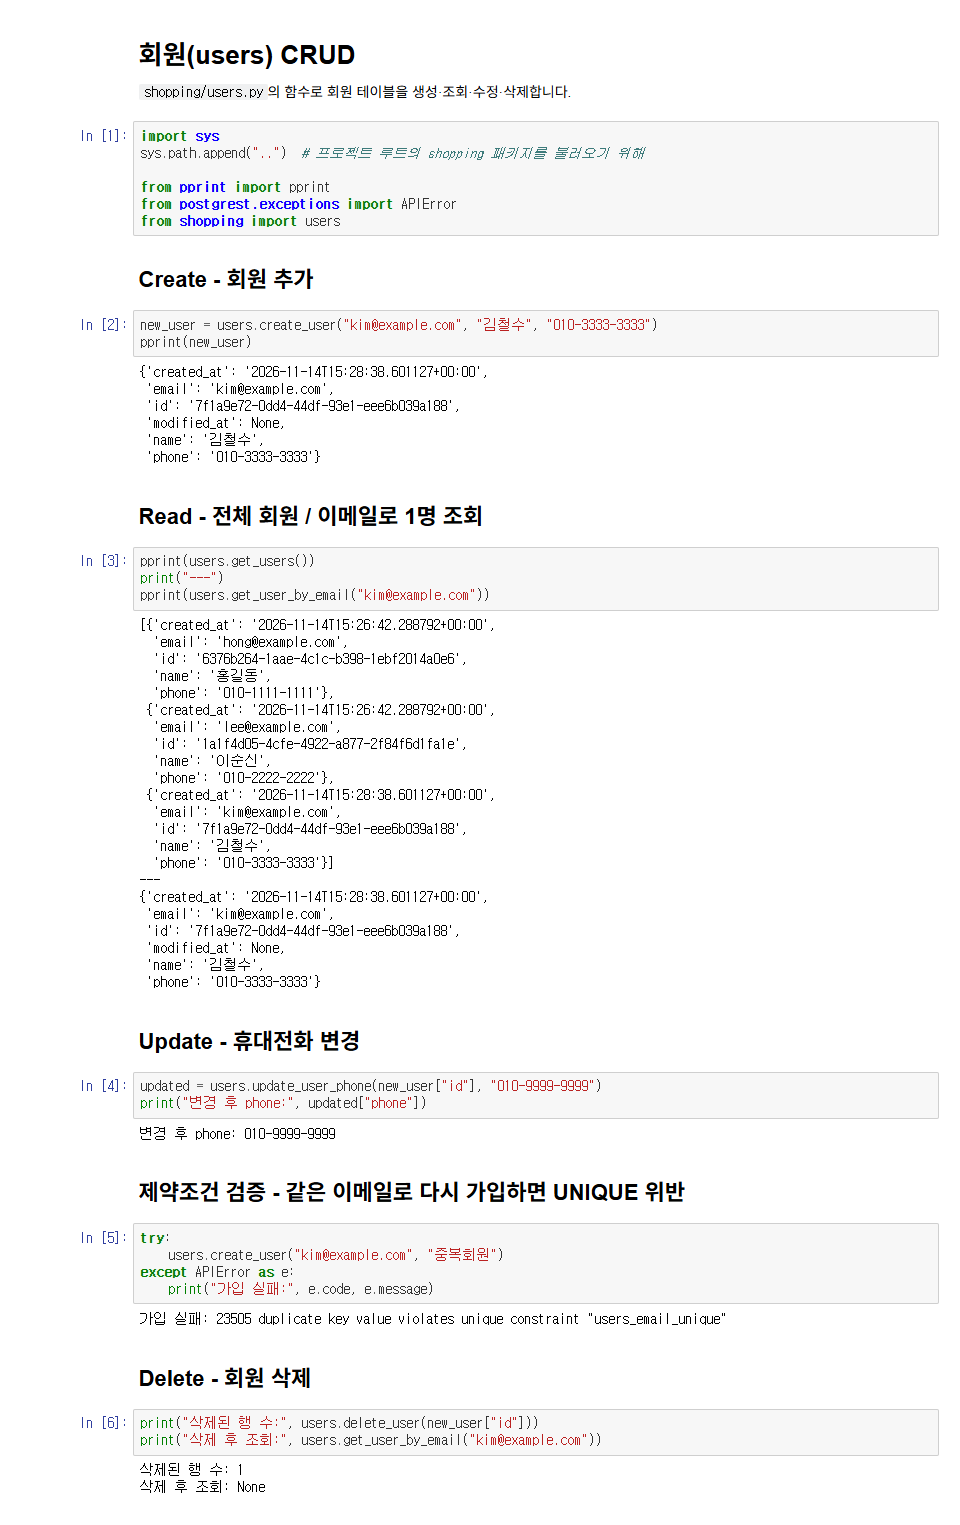 회원(users) CRUD
shopping/users.py 의 함수로 회원 테이블을 생성·조회·수정·삭제합니다.
In [1]:
import sys
sys.path.append("..")  # 프로젝트 루트의 shopping 패키지를 불러오기 위해
from pprint import pprint
from postgrest.exceptions import APIError
from shopping import users
Create - 회원 추가
In [2]:
new_user = users.create_user("kim@example.com", "김철수", "010-3333-3333")
pprint(new_user)
{'created_at': '2026-11-14T15:28:38.601127+00:00',
 'email': 'kim@example.com',
 'id': '7f1a9e72-0dd4-44df-93e1-eee6b039a188',
 'modified_at': None,
 'name': '김철수',
 'phone': '010-3333-3333'}
Read - 전체 회원 / 이메일로 1명 조회
In [3]:
pprint(users.get_users())
print("---")
pprint(users.get_user_by_email("kim@example.com"))
[{'created_at': '2026-11-14T15:26:42.288792+00:00',
  'email': 'hong@example.com',
  'id': '6376b264-1aae-4c1c-b398-1ebf2014a0e6',
  'name': '홍길동',
  'phone': '010-1111-1111'},
 {'created_at': '2026-11-14T15:26:42.288792+00:00',
  'email': 'lee@example.com',
  'id': '1a1f4d05-4cfe-4922-a877-2f84f6d1fa1e',
  'name': '이순신',
  'phone': '010-2222-2222'},
 {'created_at': '2026-11-14T15:28:38.601127+00:00',
  'email': 'kim@example.com',
  'id': '7f1a9e72-0dd4-44df-93e1-eee6b039a188',
  'name': '김철수',
  'phone': '010-3333-3333'}]
---
{'created_at': '2026-11-14T15:28:38.601127+00:00',
 'email': 'kim@example.com',
 'id': '7f1a9e72-0dd4-44df-93e1-eee6b039a188',
 'modified_at': None,
 'name': '김철수',
 'phone': '010-3333-3333'}
Update - 휴대전화 변경
In [4]:
updated = users.update_user_phone(new_user["id"], "010-9999-9999")
print("변경 후 phone:", updated["phone"])
변경 후 phone: 010-9999-9999
제약조건 검증 - 같은 이메일로 다시 가입하면 UNIQUE 위반
In [5]:
try:
    users.create_user("kim@example.com", "중복회원")
except APIError as e:
    print("가입 실패:", e.code, e.message)
가입 실패: 23505 duplicate key value violates unique constraint "users_email_unique"
Delete - 회원 삭제
In [6]:
print("삭제된 행 수:", users.delete_user(new_user["id"]))
print("삭제 후 조회:", users.get_user_by_email("kim@example.com"))
삭제된 행 수: 1
삭제 후 조회: None